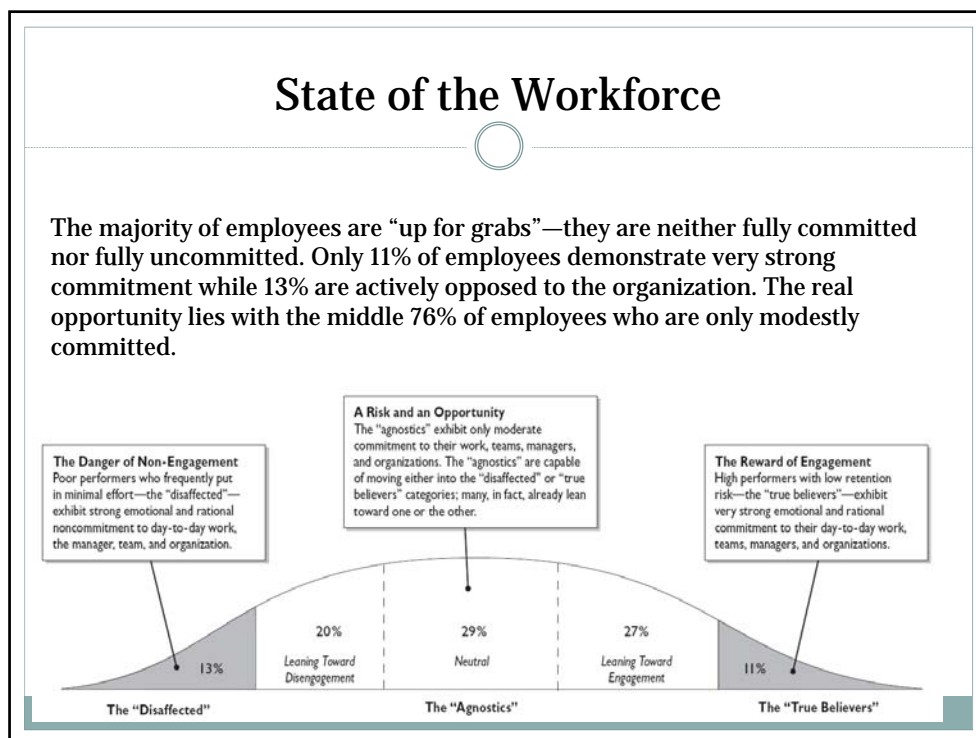 State of the Workforce
The majority of employees are “up for grabs”—they are neither fully committed
nor fully uncommitted. Only 11% of employees demonstrate very strong
commitment while 13% are actively opposed to the organization. The real
opportunity lies with the middle 76% of employees who are only modestly
committed.
The Danger of Non-Engagement
Poor performers who frequently put
in minimal effort—the “disaffected”—
exhibit strong emotional and rational
noncommitment to day-to-day work,
the manager, team, and organization.
A Risk and an Opportunity
The “agnostics” exhibit only moderate
commitment to their work, teams, managers,
and organizations. The “agnostics” are capable
of moving either into the “disaffected” or “true
believers” categories; many, in fact, already lean
toward one or the other.
The Reward of Engagement
High performers with low retention
risk—the “true believers”—exhibit
very strong emotional and rational
commitment to their day-to-day work,
teams, managers, and organizations.
13%
20%
Leaning Toward
Disengagement
29%
Neutral
27%
Leaning Toward
Engagement
11%
The “Disaffected”
The “Agnostics”
The “True Believers”